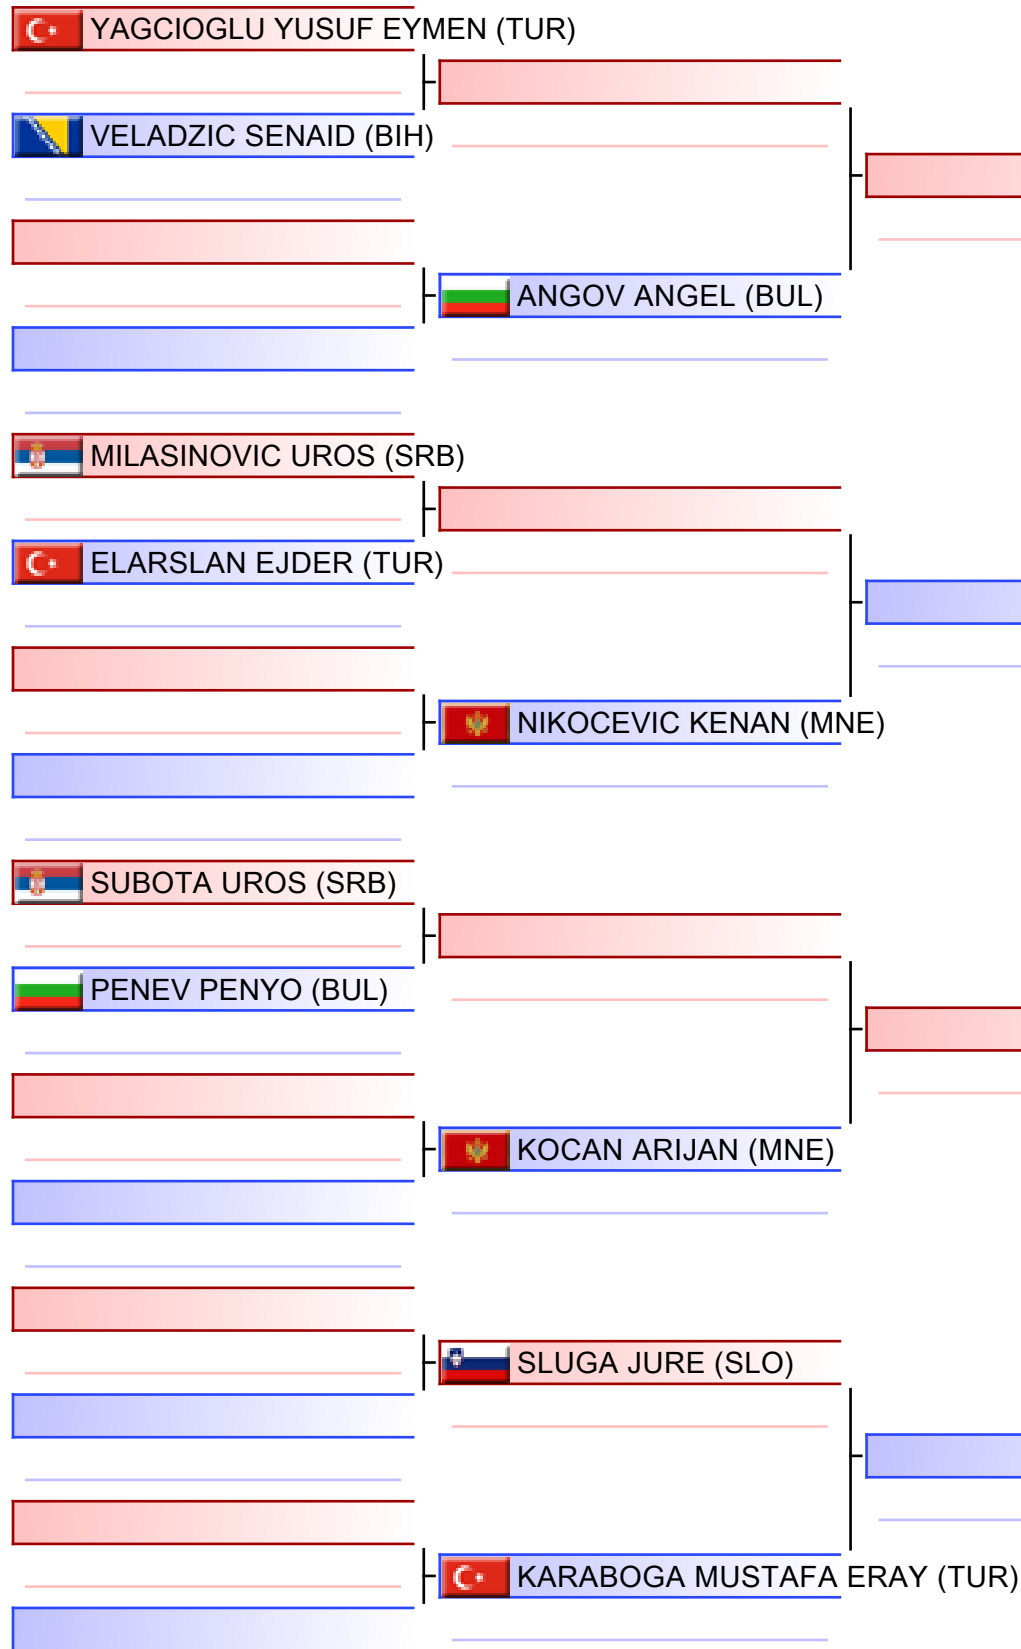 YAGCIOGLU YUSUF EYMEN (TUR)
VELADZIC SENAID (BIH)
ANGOV ANGEL (BUL)
MILASINOVIC UROS (SRB)
ELARSLAN EJDER (TUR)
NIKOCEVIC KENAN (MNE)
SUBOTA UROS (SRB)
PENEV PENYO (BUL)
KOCAN ARIJAN (MNE)
SLUGA JURE (SLO)
KARABOGA MUSTAFA ERAY (TUR)